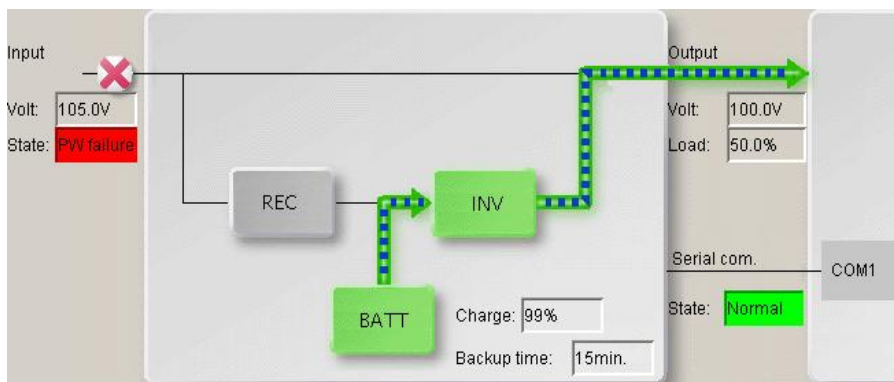 Input
Volt: 105.0V
State: PW failure
REC
INV
BATT
Charge: 99%
Backup time: 15min.
Output
Volt: 100.0V
Load: 50.0%
Serial com.
State: Normal
COM1